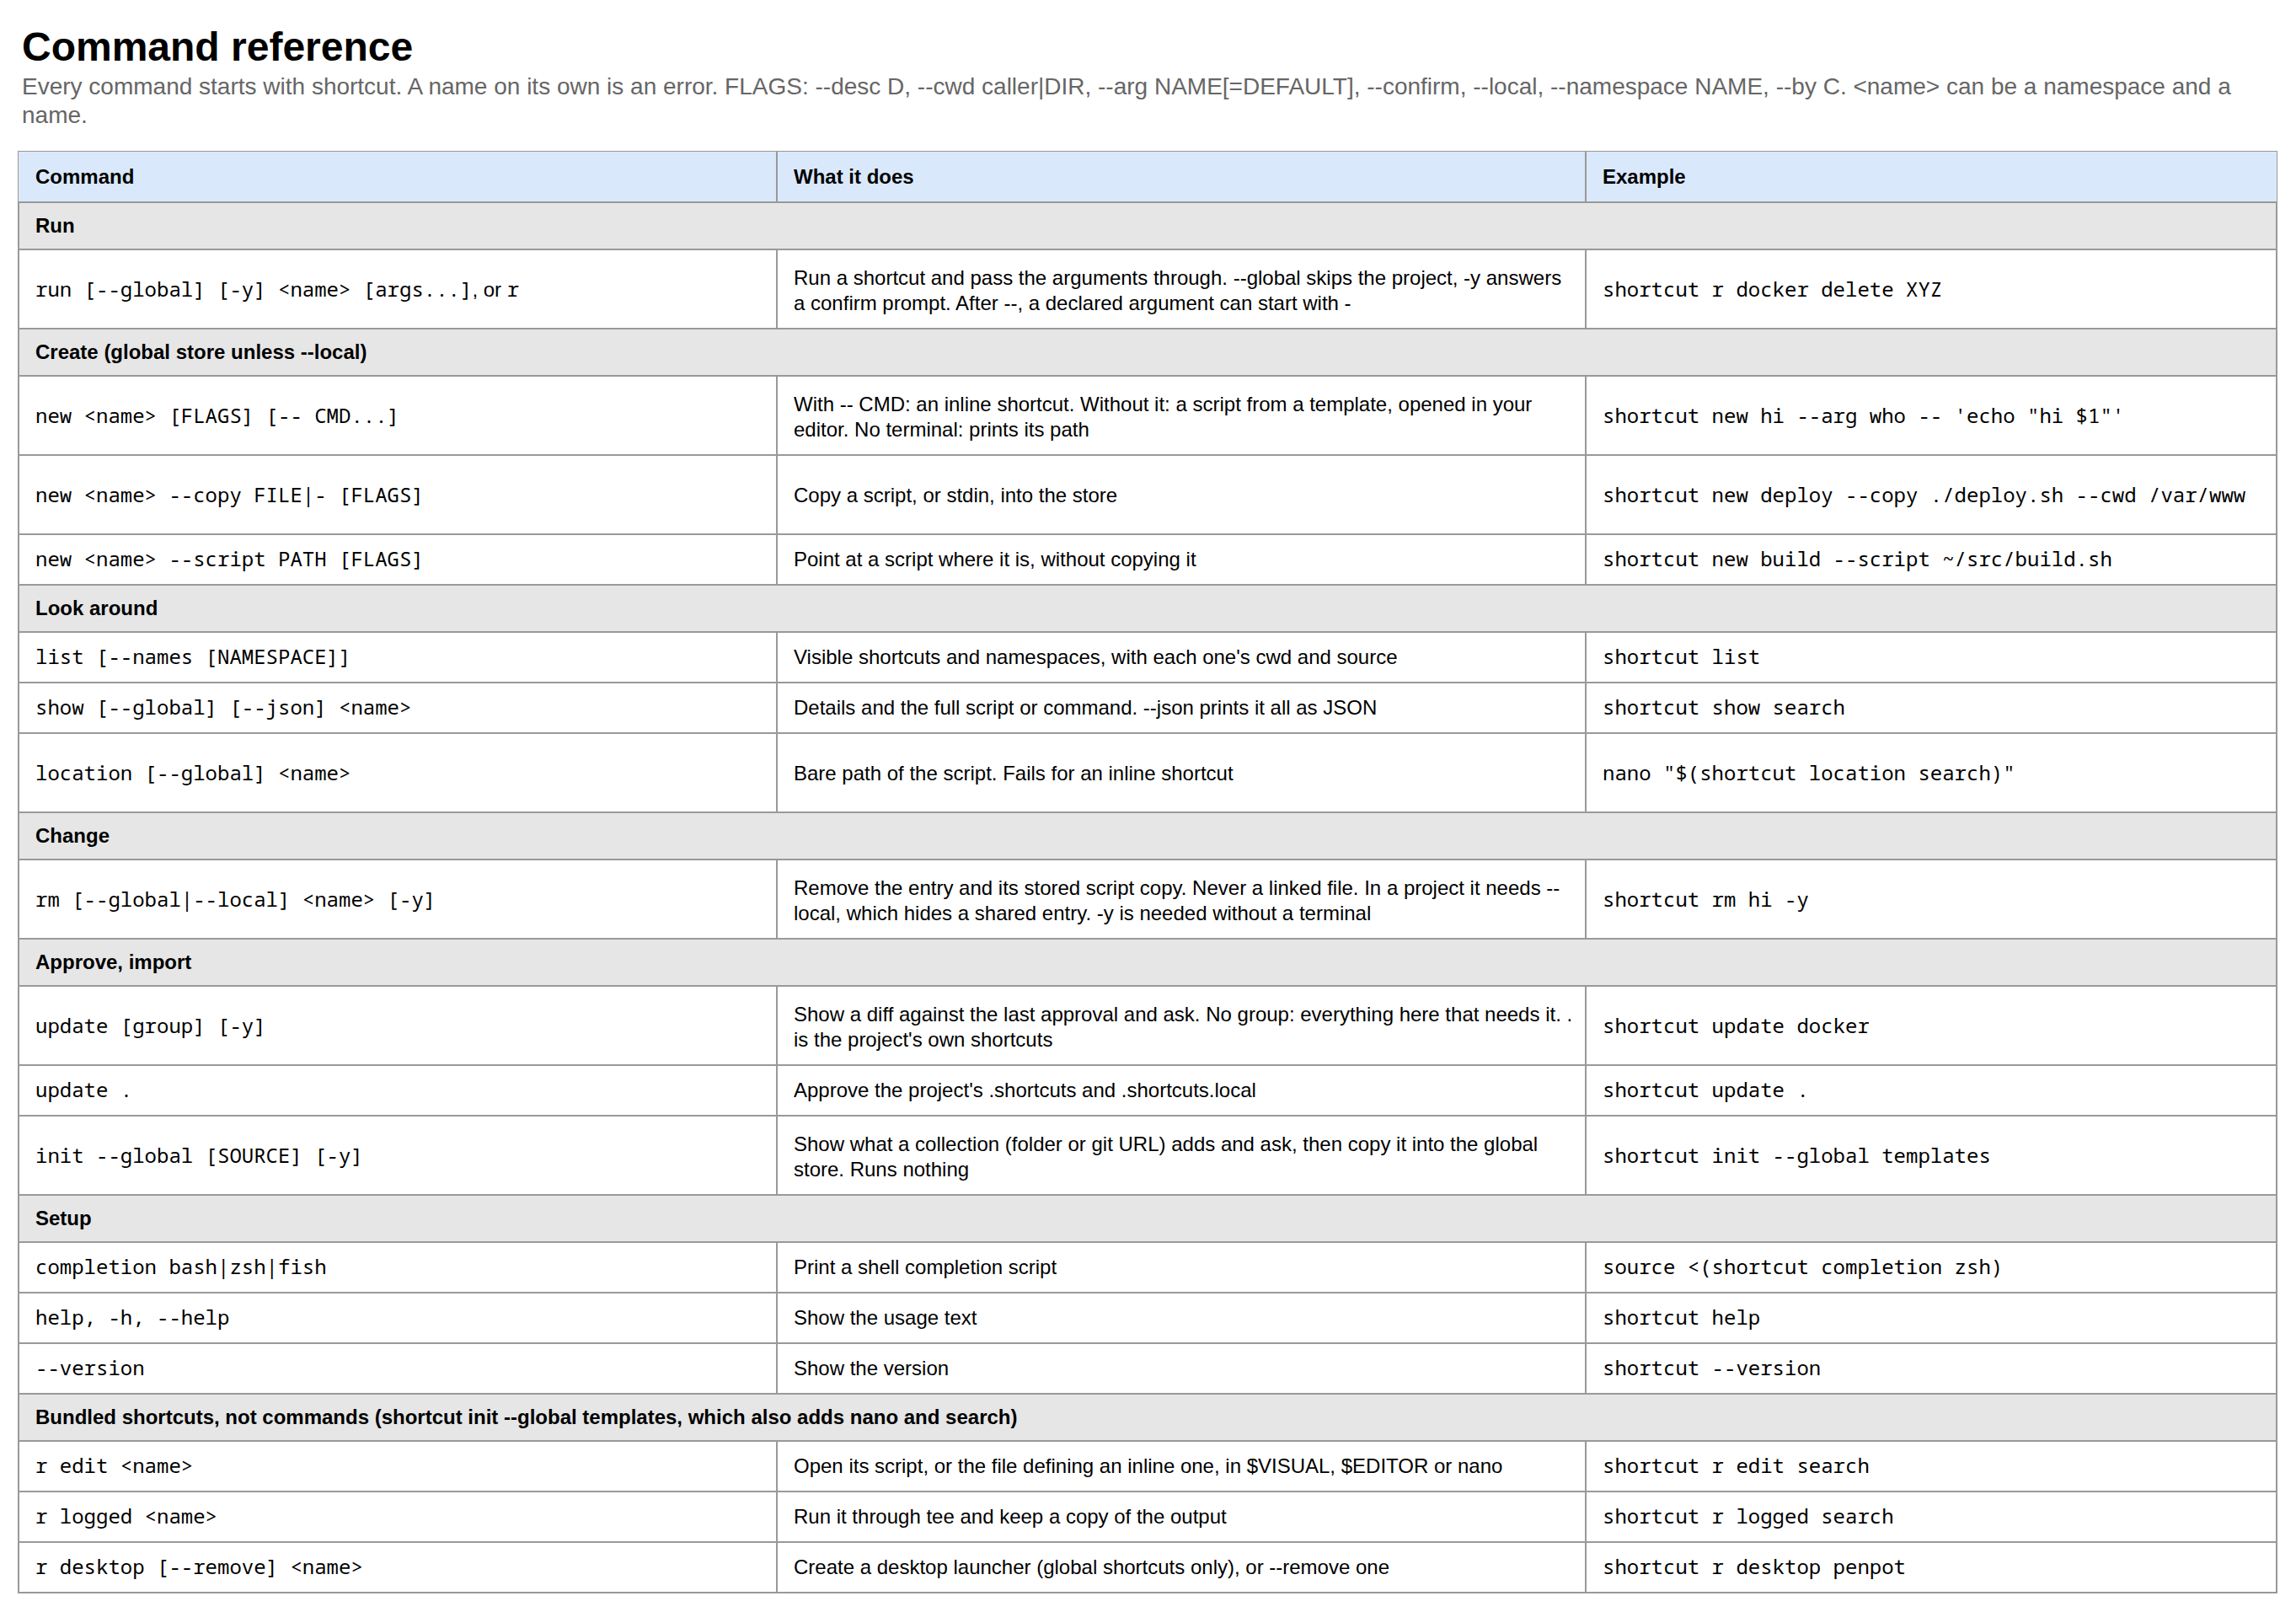 Command reference
Every command starts with shortcut. A name on its own is an error. FLAGS: --desc D, --cwd caller|DIR, --arg NAME[=DEFAULT], --confirm, --local, --namespace NAME, --by C. <name> can be a namespace and a
name.
Command What it does Example
Run
run [--global] [-y] <name> [args...], or r
Run a shortcut and pass the arguments through. --global skips the project, -y answers
a confirm prompt. After --, a declared argument can start with -
shortcut r docker delete XYZ
Create (global store unless --local)
new <name> [FLAGS] [-- CMD...]
With -- CMD: an inline shortcut. Without it: a script from a template, opened in your
editor. No terminal: prints its path
shortcut new hi --arg who -- 'echo "hi $1"'
new <name> --copy FILE|- [FLAGS]
Copy a script, or stdin, into the store
shortcut new deploy --copy ./deploy.sh --cwd /var/www
new <name> --script PATH [FLAGS]
Point at a script where it is, without copying it
shortcut new build --script ~/src/build.sh
Look around
list [--names [NAMESPACE]]
Visible shortcuts and namespaces, with each one's cwd and source
shortcut list
show [--global] [--json] <name>
Details and the full script or command. --json prints it all as JSON
shortcut show search
location [--global] <name>
Bare path of the script. Fails for an inline shortcut
nano "$(shortcut location search)"
Change
rm [--global|--local] <name> [-y]
Remove the entry and its stored script copy. Never a linked file. In a project it needs --
local, which hides a shared entry. -y is needed without a terminal
shortcut rm hi -y
Approve, import
update [group] [-y]
Show a diff against the last approval and ask. No group: everything here that needs it. .
is the project's own shortcuts
shortcut update docker
update .
Approve the project's .shortcuts and .shortcuts.local
shortcut update .
init --global [SOURCE] [-y]
Show what a collection (folder or git URL) adds and ask, then copy it into the global
store. Runs nothing
shortcut init --global templates
Setup
completion bash|zsh|fish
Print a shell completion script
source <(shortcut completion zsh)
help, -h, --help
Show the usage text
shortcut help
--version
Show the version
shortcut --version
Bundled shortcuts, not commands (shortcut init --global templates, which also adds nano and search)
r edit <name>
Open its script, or the file defining an inline one, in $VISUAL, $EDITOR or nano
shortcut r edit search
r logged <name>
Run it through tee and keep a copy of the output
shortcut r logged search
r desktop [--remove] <name>
Create a desktop launcher (global shortcuts only), or --remove one
shortcut r desktop penpot